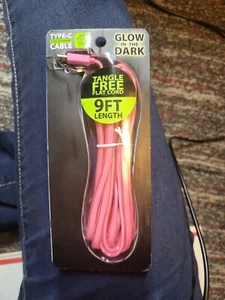 TYPE-C
CABLE
GLOW
IN THE
DARK
TANGLE
FREE
FLAT CORD
9FT
LENGTH